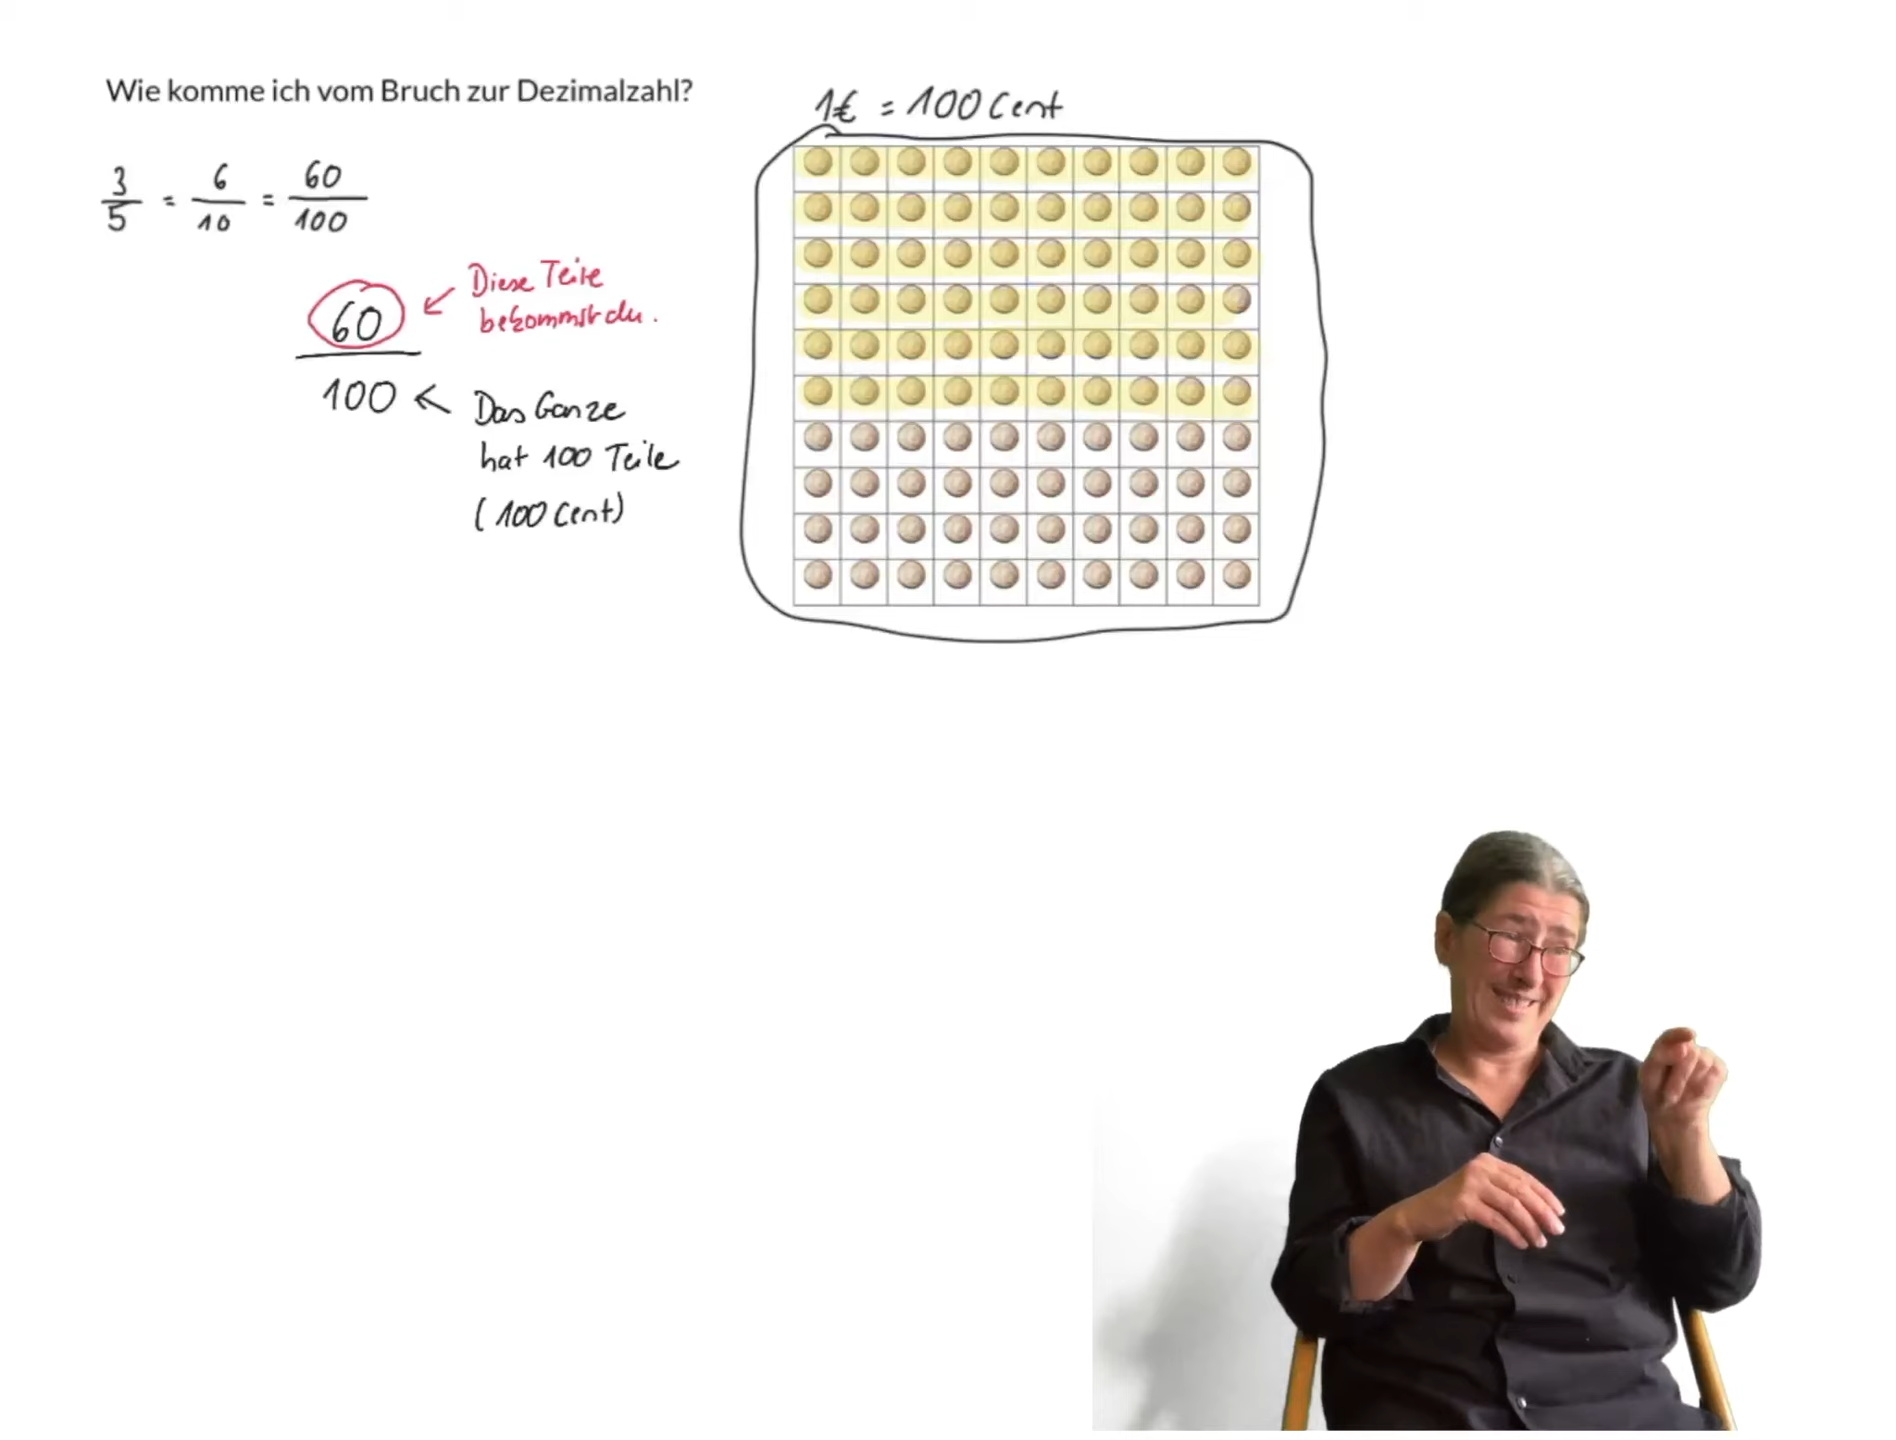 Wie komme ich vom Bruch zur Dezimalzahl?
3/5 = 6/10 = 60/100
60 ← Diese Teile
bekommst du.
100 ← Das Ganze
hat 100 Teile
(100 Cent)
1€ = 100 Cent